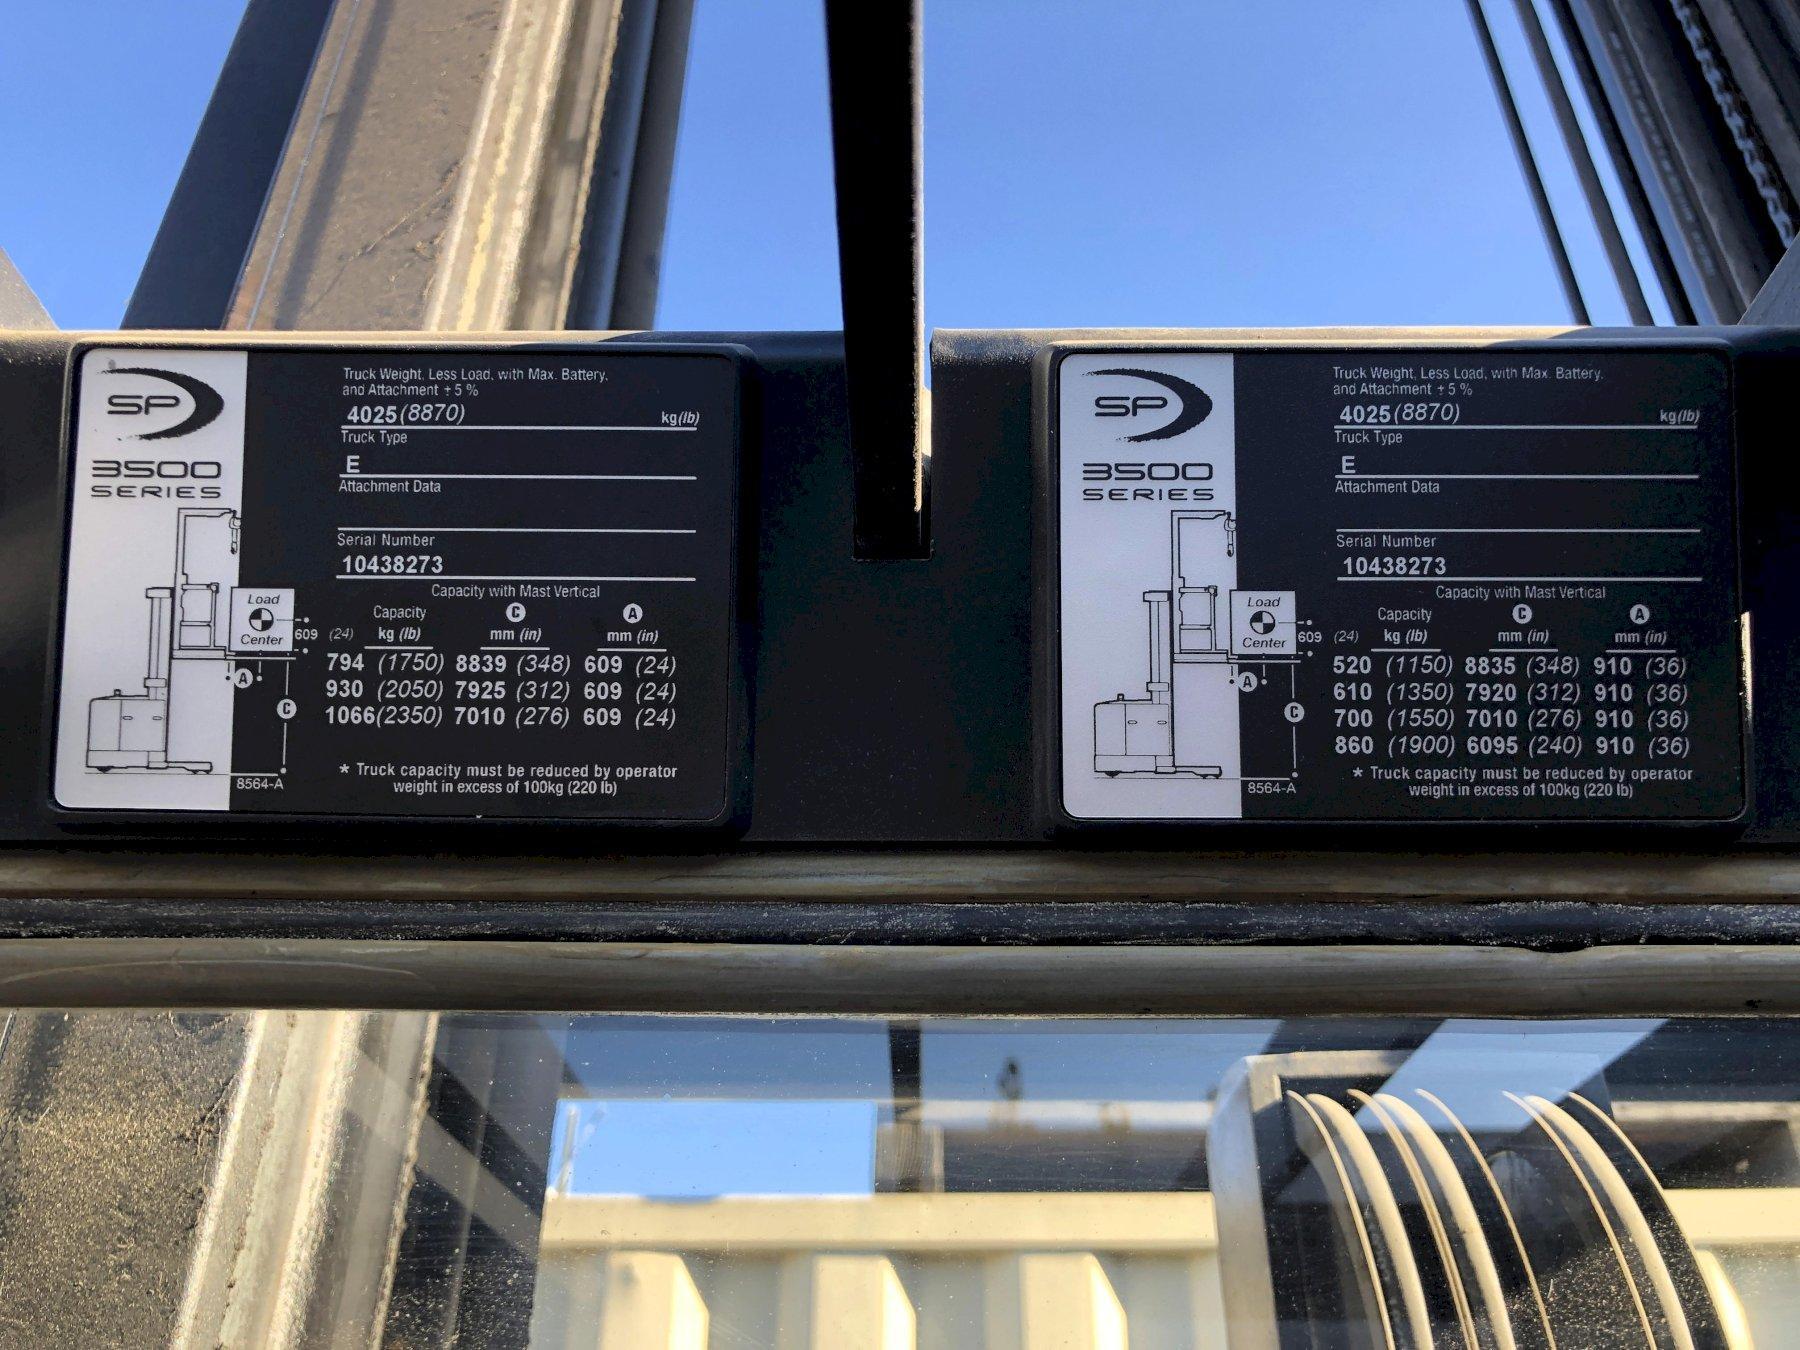 SP
3500
SERIES
Truck Weight, Less Load, with Max. Battery,
and Attachment ± 5 %
4025 (8870) kg (lb)
Truck Type
E
Attachment Data
Serial Number
10438273
Capacity with Mast Vertical
Capacity C A
kg (lb) mm (in) mm (in)
Load
Center
609 (24)
794 (1750) 8839 (348) 609 (24)
930 (2050) 7925 (312) 609 (24)
1066 (2350) 7010 (276) 609 (24)
A
C
8564-A
* Truck capacity must be reduced by operator
weight in excess of 100kg (220 lb)
SP
3500
SERIES
Truck Weight, Less Load, with Max. Battery,
and Attachment ± 5 %
4025 (8870) kg (lb)
Truck Type
E
Attachment Data
Serial Number
10438273
Capacity with Mast Vertical
Capacity C A
kg (lb) mm (in) mm (in)
Load
Center
609 (24)
520 (1150) 8835 (348) 910 (36)
610 (1350) 7920 (312) 910 (36)
700 (1550) 7010 (276) 910 (36)
860 (1900) 6095 (240) 910 (36)
A
C
8564-A
* Truck capacity must be reduced by operator
weight in excess of 100kg (220 lb)